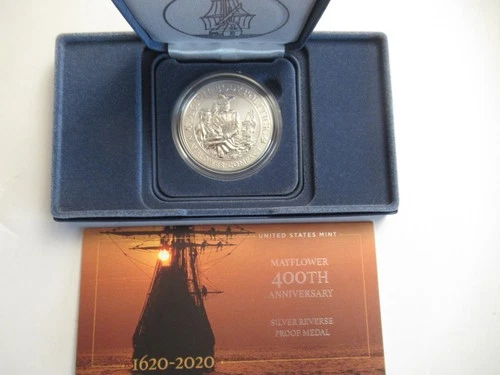 UNITED STATES MINT
MAYFLOWER
400TH
ANNIVERSARY
SILVER REVERSE
PROOF MEDAL
1620-2020